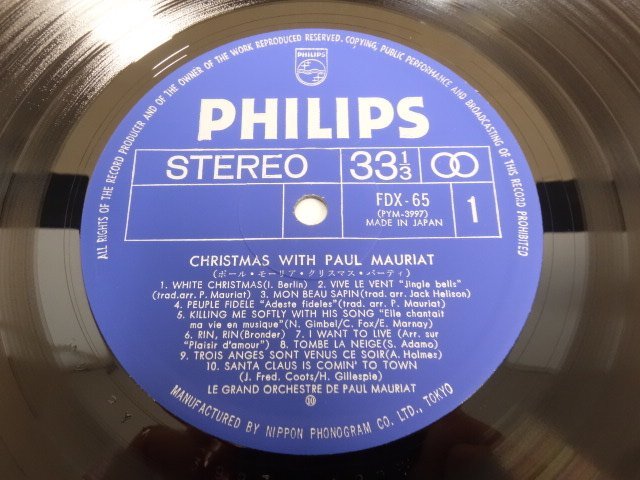 ALL RIGHTS OF THE RECORD PRODUCER AND OF THE OWNER OF THE WORK REPRODUCED RESERVED. COPYING, PUBLIC PERFORMANCE AND BROADCASTING OF THIS RECORD PROHIBITED
PHILIPS
PHILIPS
STEREO 33 1/3
FDX-65
(PYM-3997)
MADE IN JAPAN
1
CHRISTMAS WITH PAUL MAURIAT
(ポール・モーリア・クリスマス・パーティ)
1. WHITE CHRISTMAS(I. Berlin) 2. VIVE LE VENT "Jingle bells"
(trad.arr P. Mauriat) 3. MON BEAU SAPIN(trad. arr Jack Helison)
4. PEUPLE FIDELE "Adeste fideles"(trad. arr P. Mauriat)
5. KILLING ME SOFTLY WITH HIS SONG "Elle chantait
ma vie en musique"(N. Gimbel/C. Fox/E. Marnay)
6. RIN, RIN(Bronder) 7. I WANT TO LIVE (Arr. sur
"Plaisir d'amour") 8. TOMBE LA NEIGE(S. Adamo)
9. TROIS ANGES SONT VENUS CE SOIR(A. Holmes)
10. SANTA CLAUS IS COMIN' TO TOWN
(J. Fred. Coots/H. Gillespie)
LE GRAND ORCHESTRE DE PAUL MAURIAT
MANUFACTURED BY NIPPON PHONOGRAM CO. LTD., TOKYO